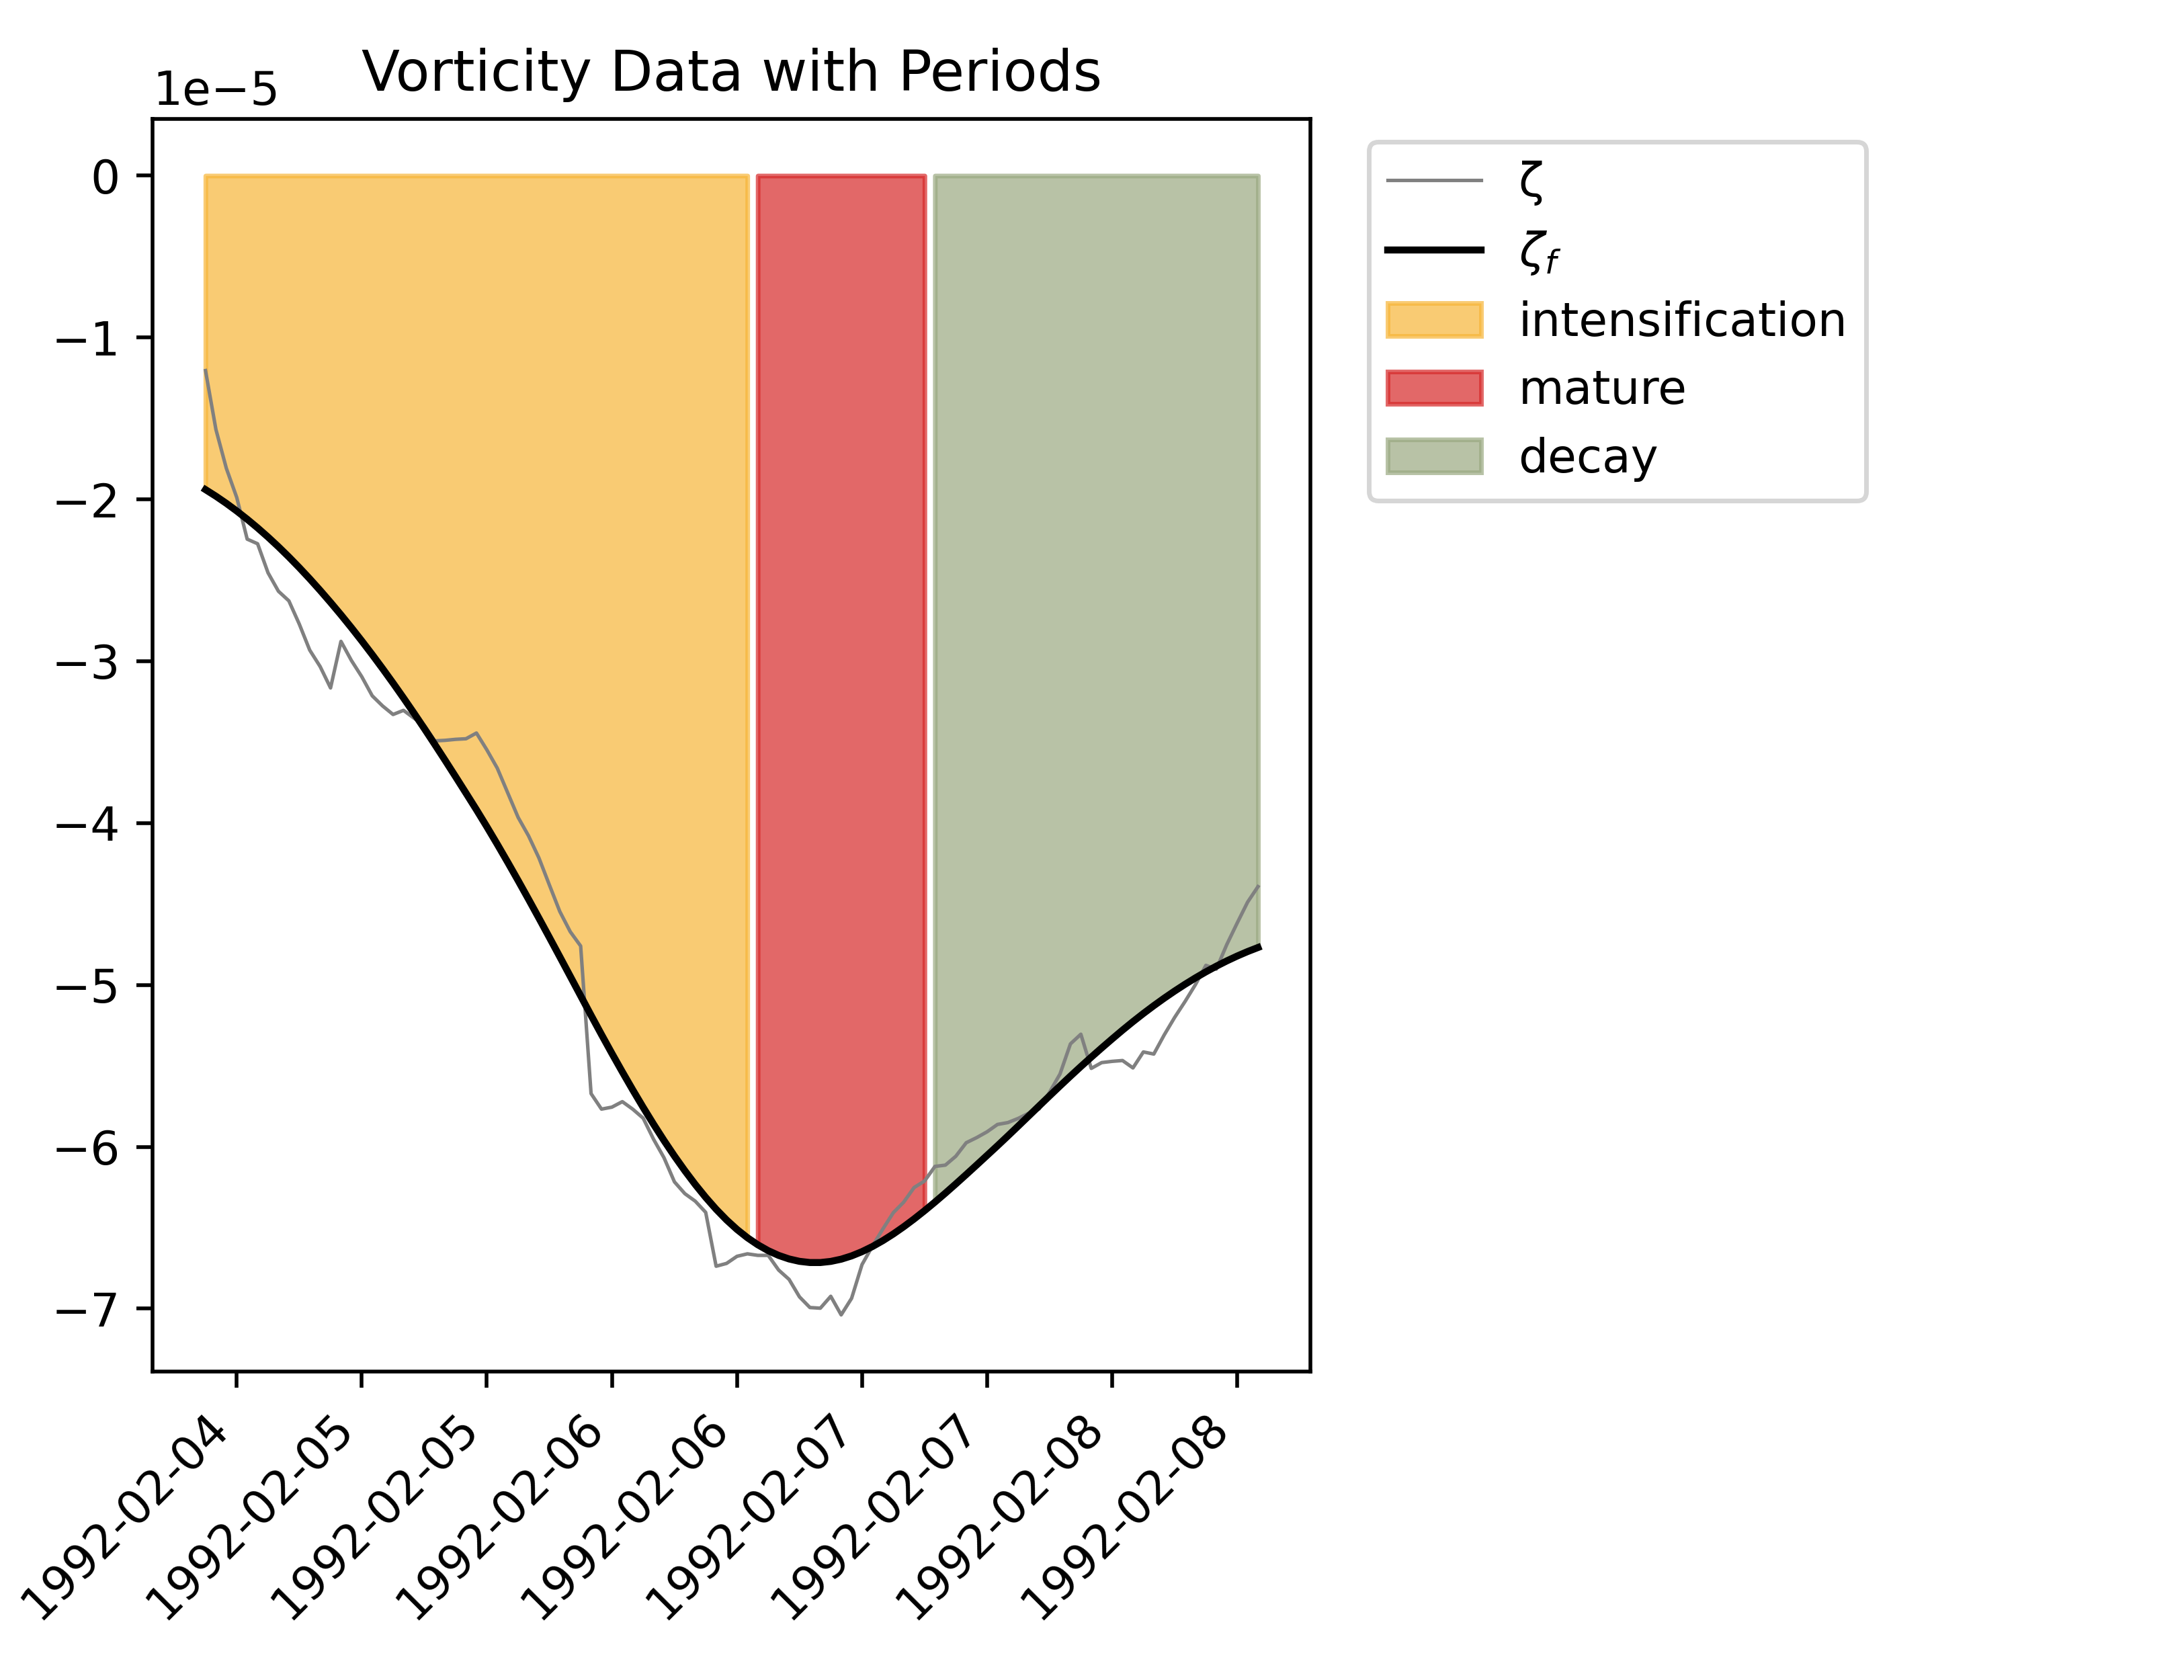 Vorticity Data with Periods
1e−5
0
−1
−2
−3
−4
−5
−6
−7
1992-02-04
1992-02-05
1992-02-05
1992-02-06
1992-02-06
1992-02-07
1992-02-07
1992-02-08
1992-02-08
ζ
ζf
intensification
mature
decay